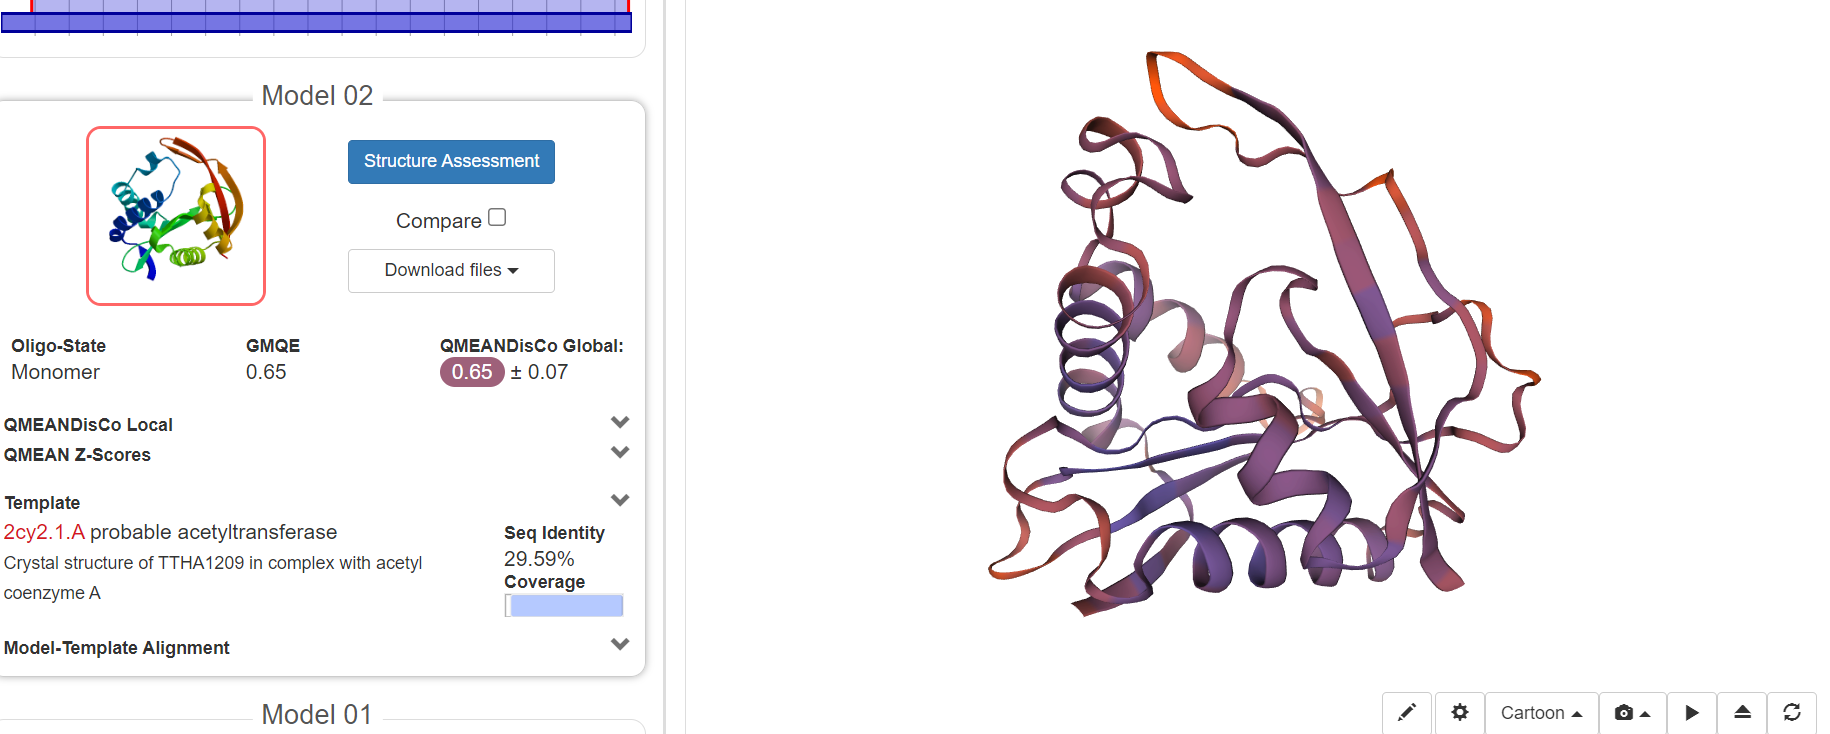 Model 02
Structure Assessment
Compare
Download files
Oligo-State GMQE QMEANDisCo Global:
Monomer 0.65 0.65 ± 0.07
QMEANDisCo Local
QMEAN Z-Scores
Template
2cy2.1.A probable acetyltransferase Seq Identity
Crystal structure of TTHA1209 in complex with acetyl 29.59%
coenzyme A Coverage
Model-Template Alignment
Model 01
Cartoon